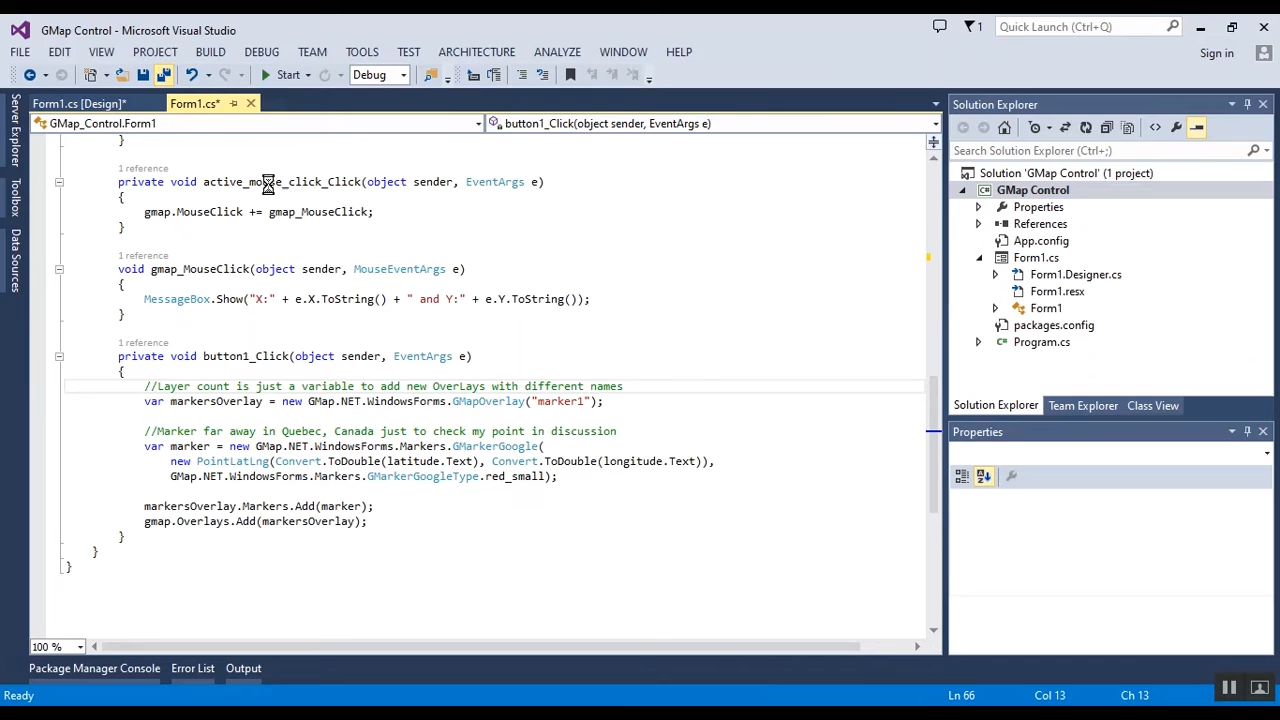 GMap Control - Microsoft Visual Studio
1
Quick Launch (Ctrl+Q)
FILE EDIT VIEW PROJECT BUILD DEBUG TEAM TOOLS TEST ARCHITECTURE ANALYZE WINDOW HELP
Sign in
Start
Debug
Server Explorer
Toolbox
Data Sources
Form1.cs [Design]*
Form1.cs*
GMap_Control.Form1
button1_Click(object sender, EventArgs e)
}
1 reference
private void active_mouse_click_Click(object sender, EventArgs e)
{
gmap.MouseClick += gmap_MouseClick;
}
1 reference
void gmap_MouseClick(object sender, MouseEventArgs e)
{
MessageBox.Show("X:" + e.X.ToString() + " and Y:" + e.Y.ToString());
}
1 reference
private void button1_Click(object sender, EventArgs e)
{
//Layer count is just a variable to add new OverLays with different names
var markersOverlay = new GMap.NET.WindowsForms.GMapOverlay("marker1");
//Marker far away in Quebec, Canada just to check my point in discussion
var marker = new GMap.NET.WindowsForms.Markers.GMarkerGoogle(
new PointLatLng(Convert.ToDouble(latitude.Text), Convert.ToDouble(longitude.Text)),
GMap.NET.WindowsForms.Markers.GMarkerGoogleType.red_small);
markersOverlay.Markers.Add(marker);
gmap.Overlays.Add(markersOverlay);
}
}
}
100 %
Solution Explorer
Search Solution Explorer (Ctrl+;)
Solution 'GMap Control' (1 project)
GMap Control
Properties
References
App.config
Form1.cs
Form1.Designer.cs
Form1.resx
Form1
packages.config
Program.cs
Solution Explorer Team Explorer Class View
Properties
Package Manager Console Error List Output
Ready
Ln 66 Col 13 Ch 13